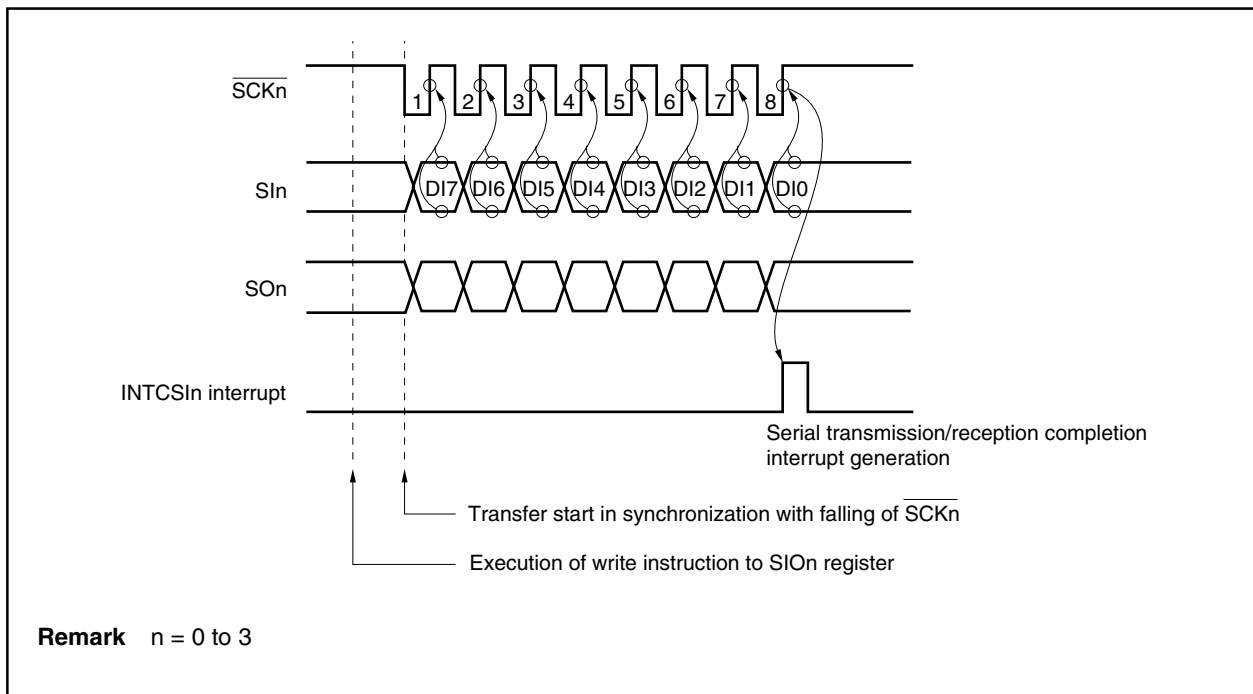 SCKn
1 2 3 4 5 6 7 8
SIn
DI7 DI6 DI5 DI4 DI3 DI2 DI1 DI0
SOn
INTCSIn interrupt
Serial transmission/reception completion
interrupt generation
Transfer start in synchronization with falling of SCKn
Execution of write instruction to SIOn register
Remark n = 0 to 3